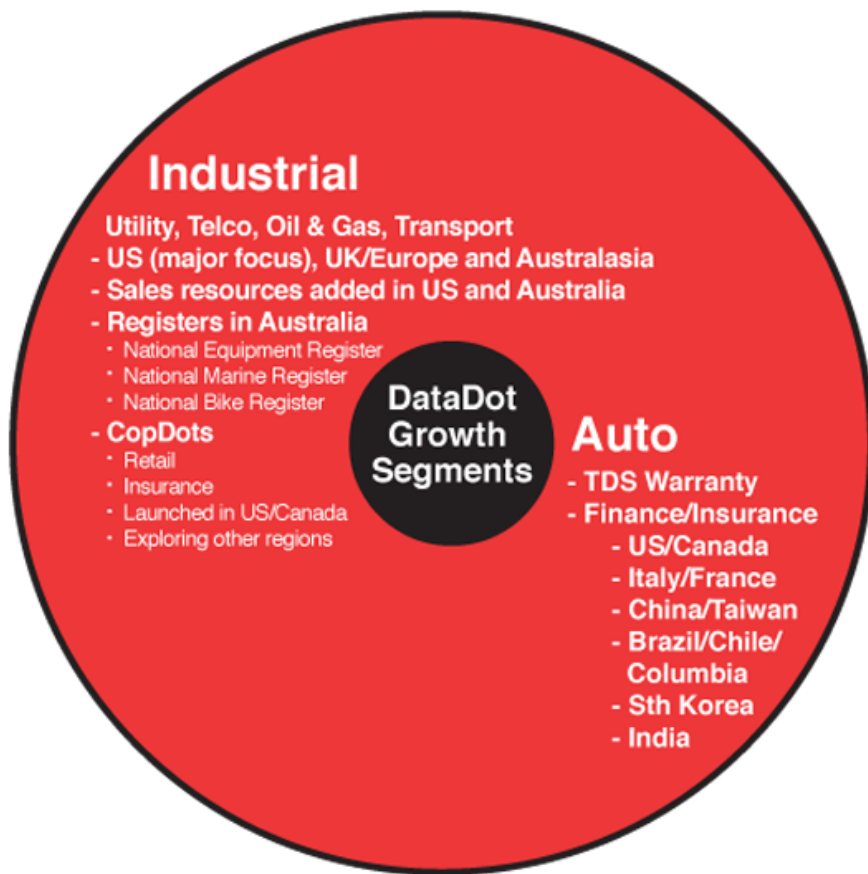 Industrial
Utility, Telco, Oil & Gas, Transport
- US (major focus), UK/Europe and Australasia
- Sales resources added in US and Australia
- Registers in Australia
· National Equipment Register
· National Marine Register
· National Bike Register
- CopDots
· Retail
· Insurance
· Launched in US/Canada
· Exploring other regions
DataDot
Growth
Segments
Auto
- TDS Warranty
- Finance/Insurance
- US/Canada
- Italy/France
- China/Taiwan
- Brazil/Chile/
Columbia
- Sth Korea
- India